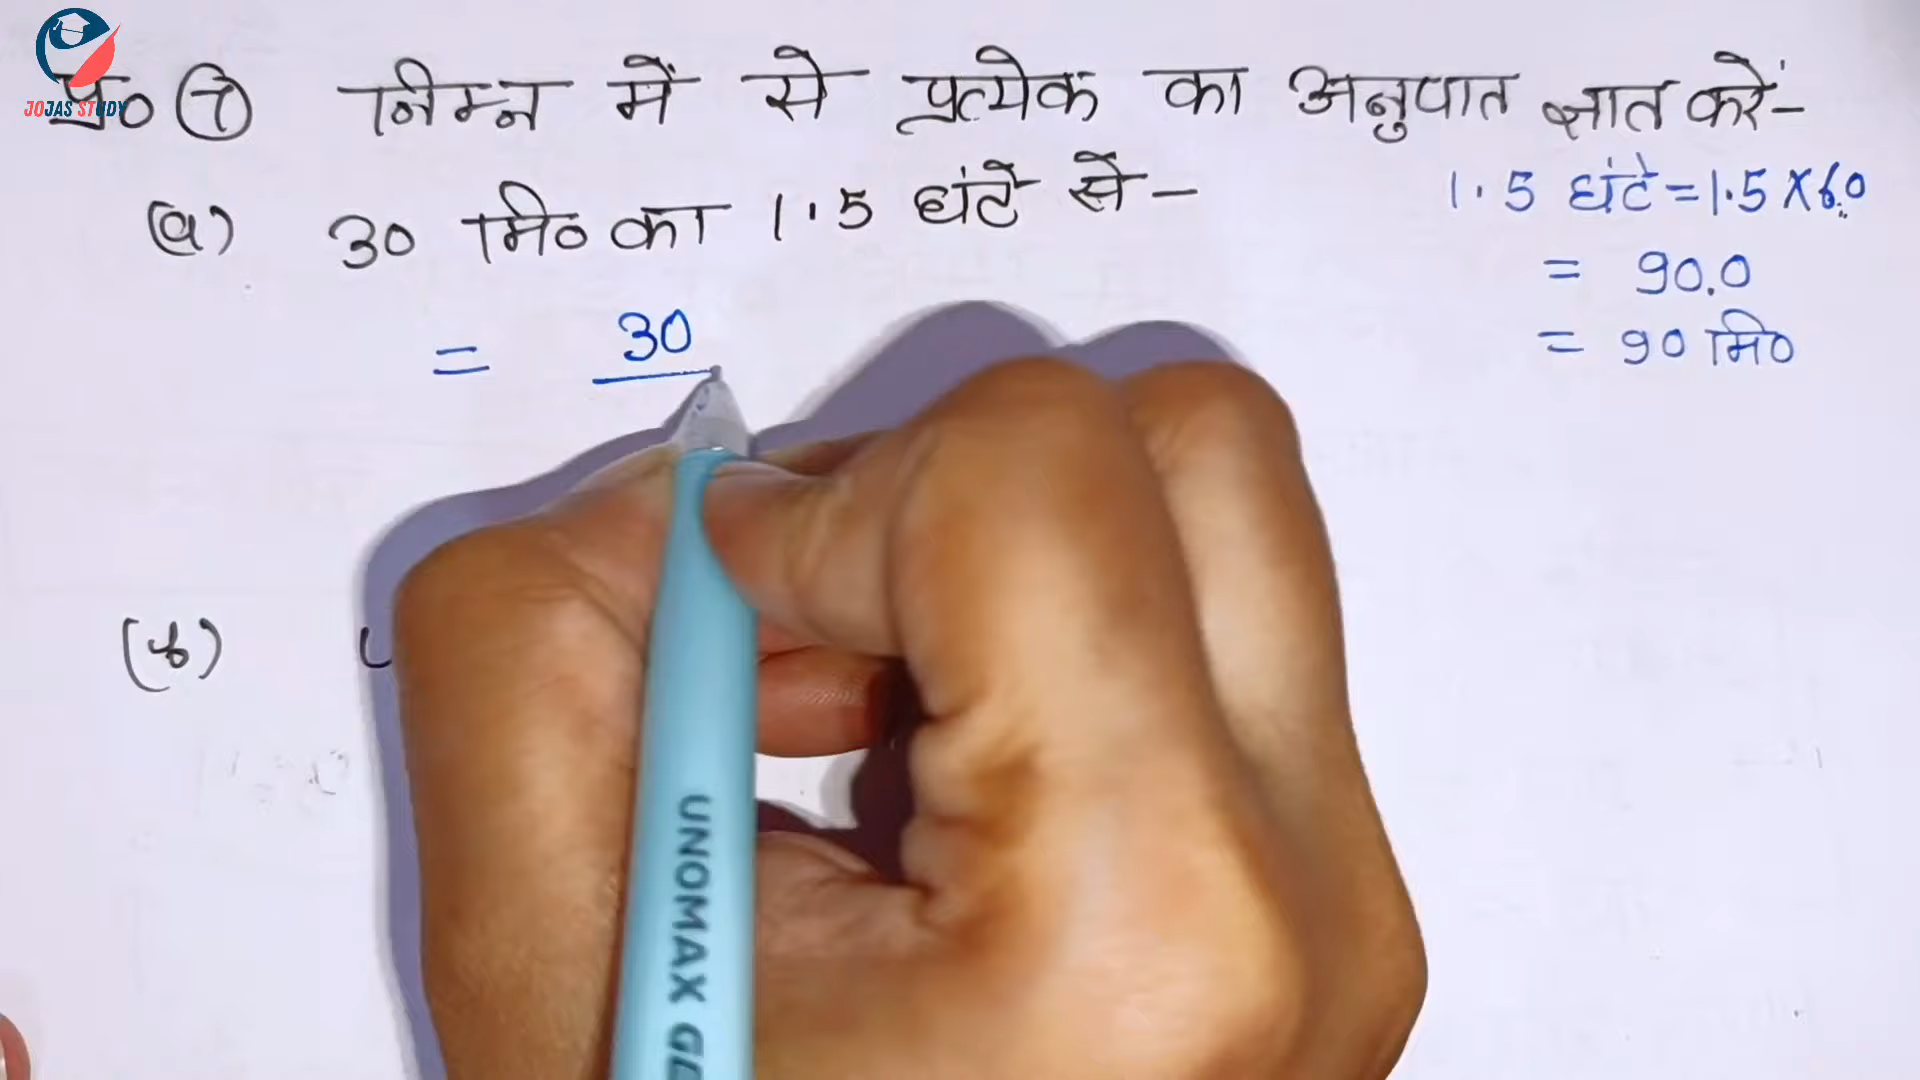 JOJAS STUDY
प्र० ⑦ निम्न में से प्रत्येक का अनुपात ज्ञात करें-
(a) 30 मि० का 1.5 घंटे से -
1.5 घंटे = 1.5 X 60
= 90.0
= 90 मि०
= 30
(b)
UNOMAX